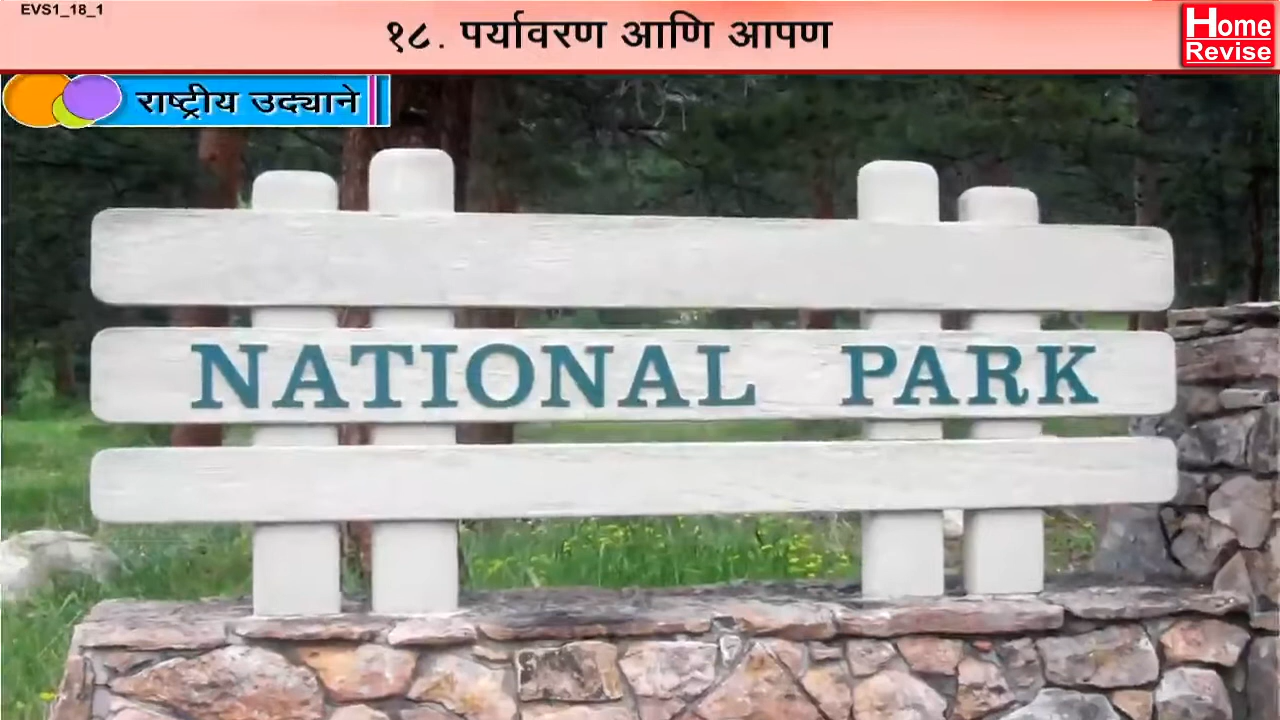 EVS1_18_1
१८. पर्यावरण आणि आपण
Home
Revise
राष्ट्रीय उद्याने
NATIONAL PARK